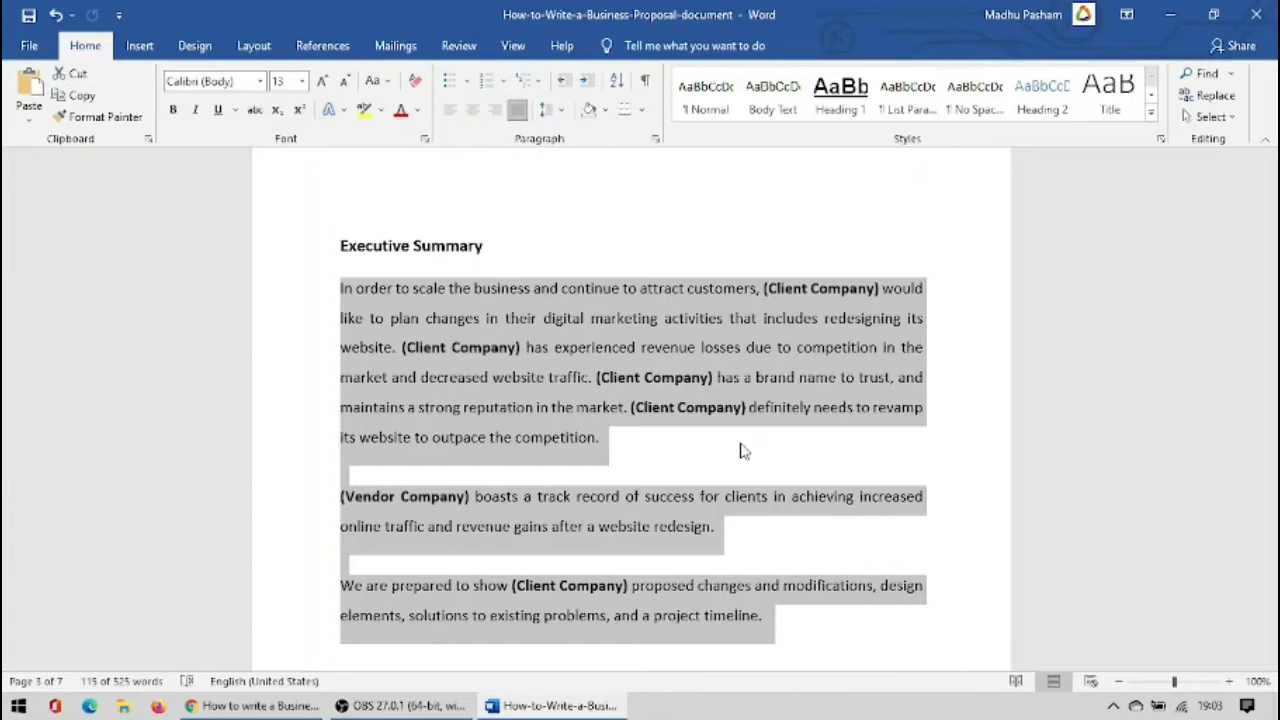 How-to-Write-a-Business-Proposal-document - Word
Madhu Pasham
File Home Insert Design Layout References Mailings Review View Help Tell me what you want to do Share
Paste
Cut
Copy
Format Painter
Clipboard
Calibri (Body) 13
Aa
B I U abc x₂ x²
A
Font
Paragraph
AaBbCcDc AaBbCcDc AaBb AaBbCcDc AaBbCcDc AaBbCcD AaB
¶ Normal Body Text Heading 1 ¶ List Para... ¶ No Spac... Heading 2 Title
Styles
Find
Replace
Select
Editing
Executive Summary
In order to scale the business and continue to attract customers, (Client Company) would
like to plan changes in their digital marketing activities that includes redesigning its
website. (Client Company) has experienced revenue losses due to competition in the
market and decreased website traffic. (Client Company) has a brand name to trust, and
maintains a strong reputation in the market. (Client Company) definitely needs to revamp
its website to outpace the competition.
(Vendor Company) boasts a track record of success for clients in achieving increased
online traffic and revenue gains after a website redesign.
We are prepared to show (Client Company) proposed changes and modifications, design
elements, solutions to existing problems, and a project timeline.
Page 3 of 7 115 of 525 words English (United States) 100%
How to write a Busine... OBS 27.0.1 (64-bit, wi... How-to-Write-a-Busi... 19:03